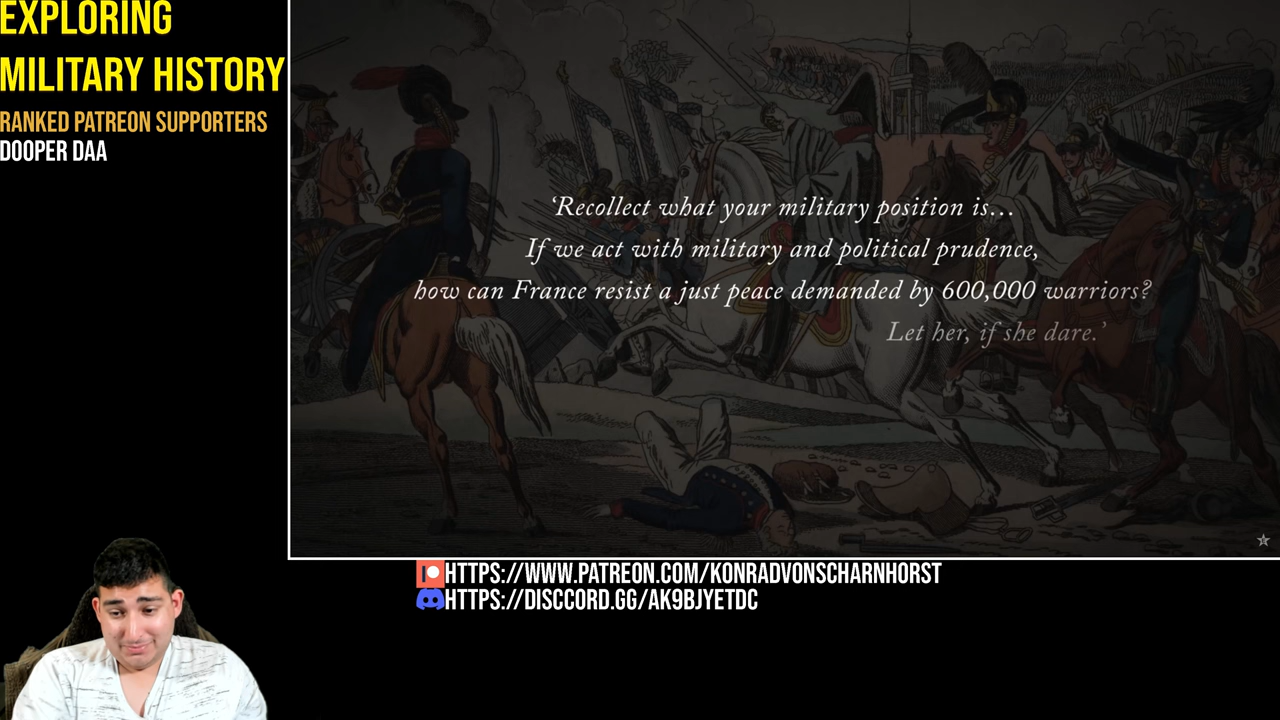 EXPLORING
MILITARY HISTORY
RANKED PATREON SUPPORTERS
DOOPER DAA
‘Recollect what your military position is...
If we act with military and political prudence,
how can France resist a just peace demanded by 600,000 warriors?
Let her, if she dare.’
HTTPS://WWW.PATREON.COM/KONRADVONSCHARNHORST
HTTPS://DISCCORD.GG/AK9BJYETDC